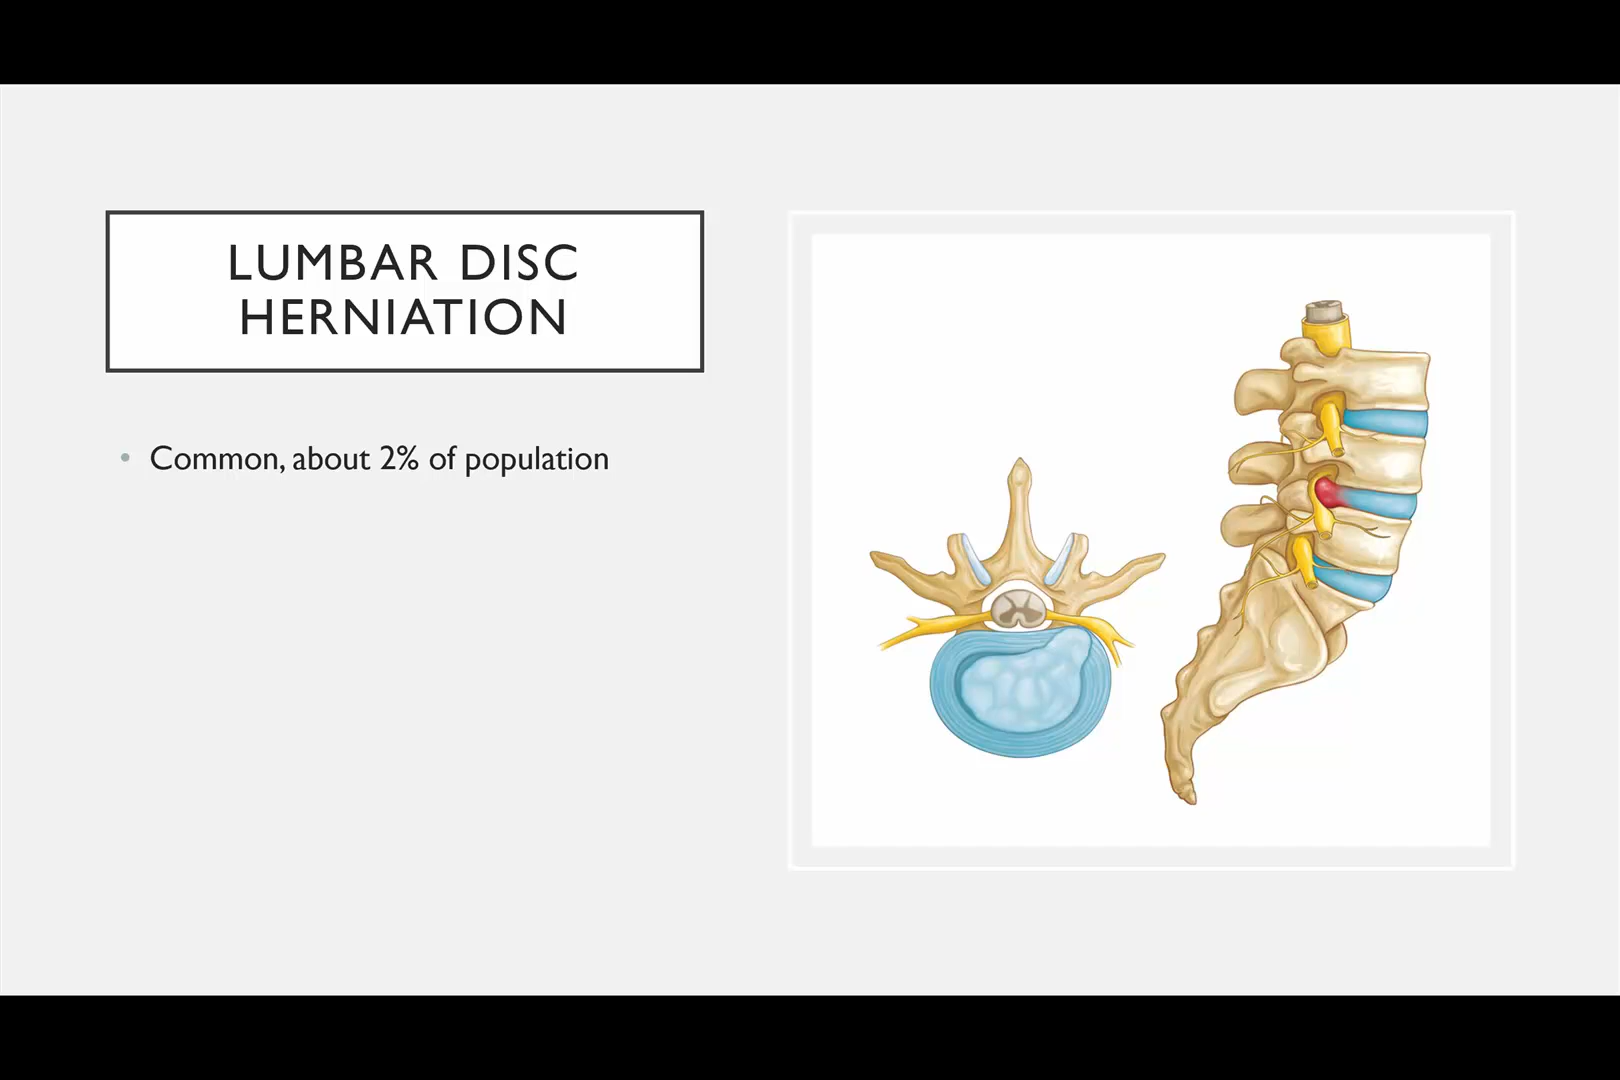 LUMBAR DISC
HERNIATION
• Common, about 2% of population